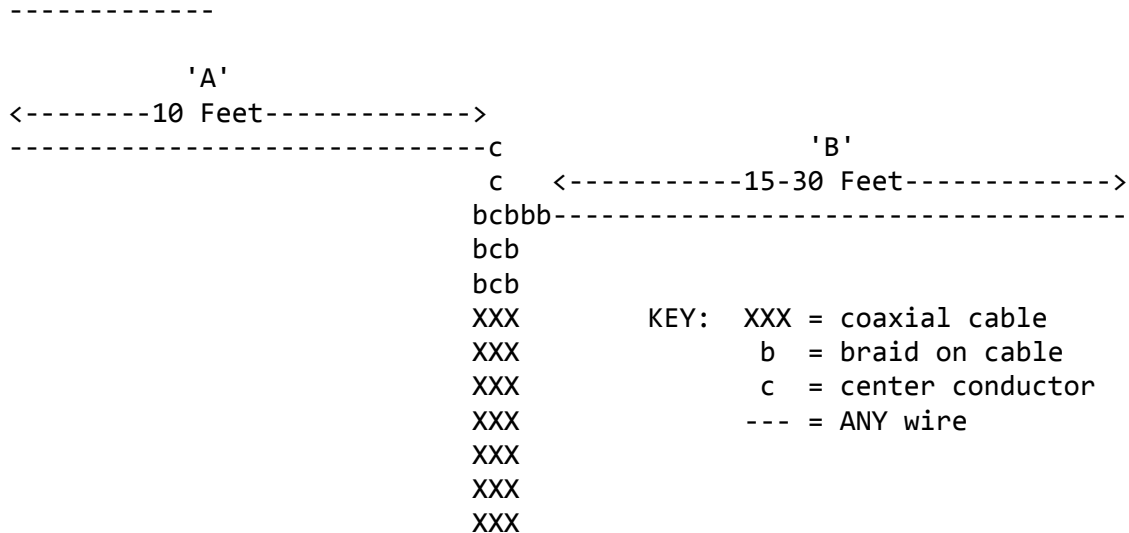 -------------
'A'
<--------10 Feet------------->
------------------------------c                   'B'
c   <-----------15-30 Feet------------->
bcbbb------------------------------------
bcb
bcb
XXX        KEY:  XXX = coaxial cable
XXX               b  = braid on cable
XXX               c  = center conductor
XXX              --- = ANY wire
XXX
XXX
XXX